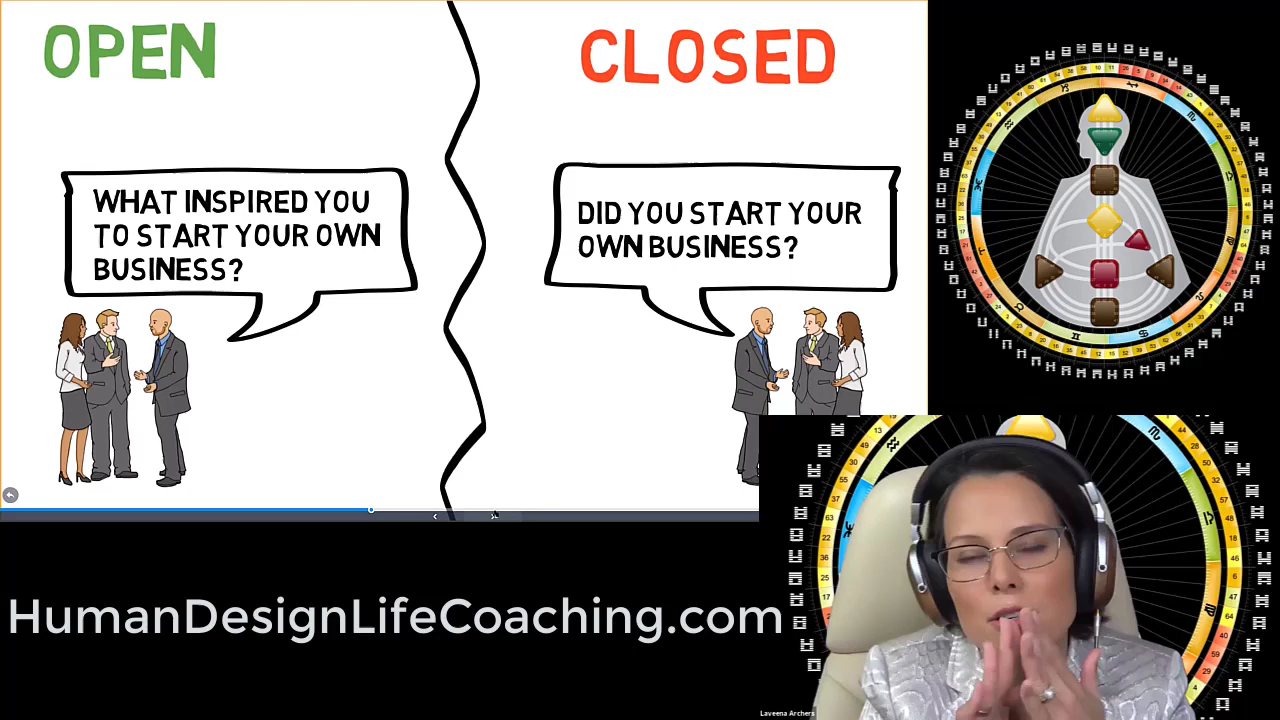 OPEN
CLOSED
WHAT INSPIRED YOU
TO START YOUR OWN
BUSINESS?
DID YOU START YOUR
OWN BUSINESS?
HumanDesignLifeCoaching.com
Laveena Archers